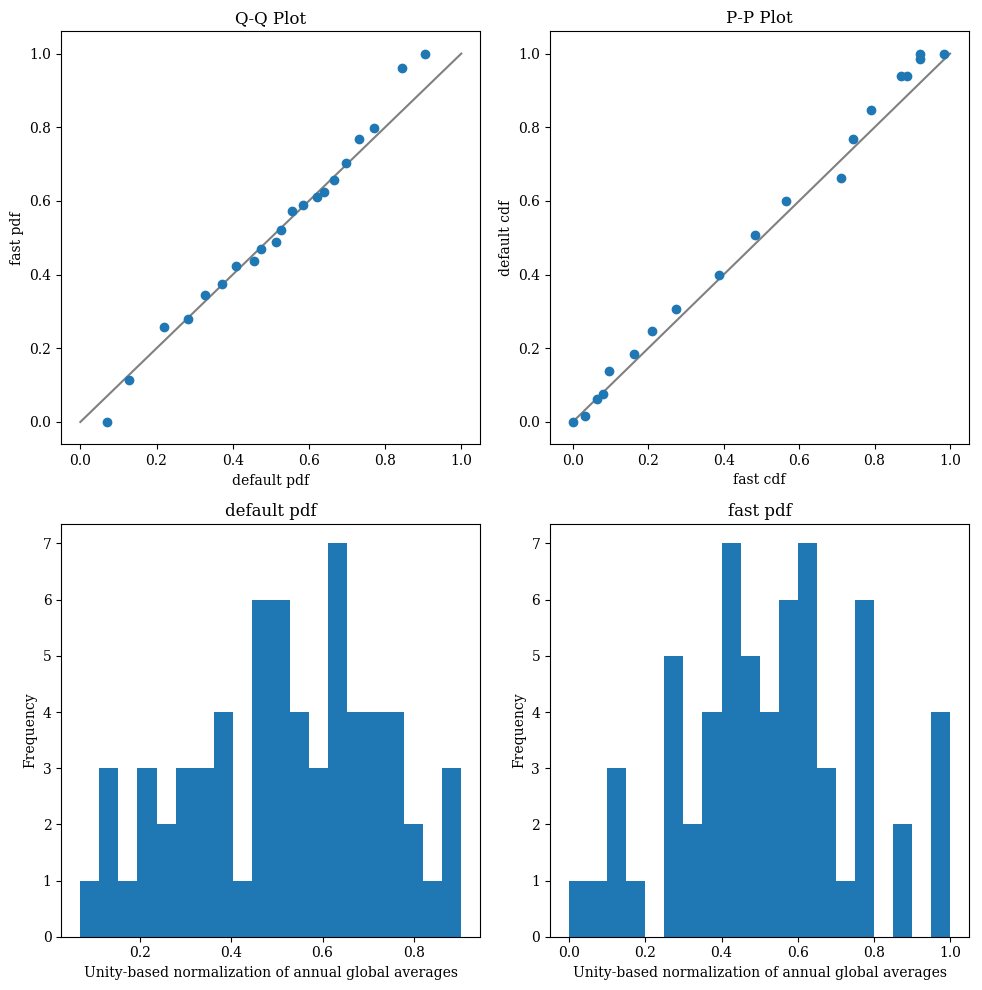 Q-Q Plot
1.0
0.8
0.6
0.4
0.2
0.0
fast pdf
0.0 0.2 0.4 0.6 0.8 1.0
default pdf
P-P Plot
1.0
0.8
0.6
0.4
0.2
0.0
default cdf
0.0 0.2 0.4 0.6 0.8 1.0
fast cdf
default pdf
7
6
5
4
3
2
1
0
Frequency
0.2 0.4 0.6 0.8
Unity-based normalization of annual global averages
fast pdf
7
6
5
4
3
2
1
0
Frequency
0.0 0.2 0.4 0.6 0.8 1.0
Unity-based normalization of annual global averages